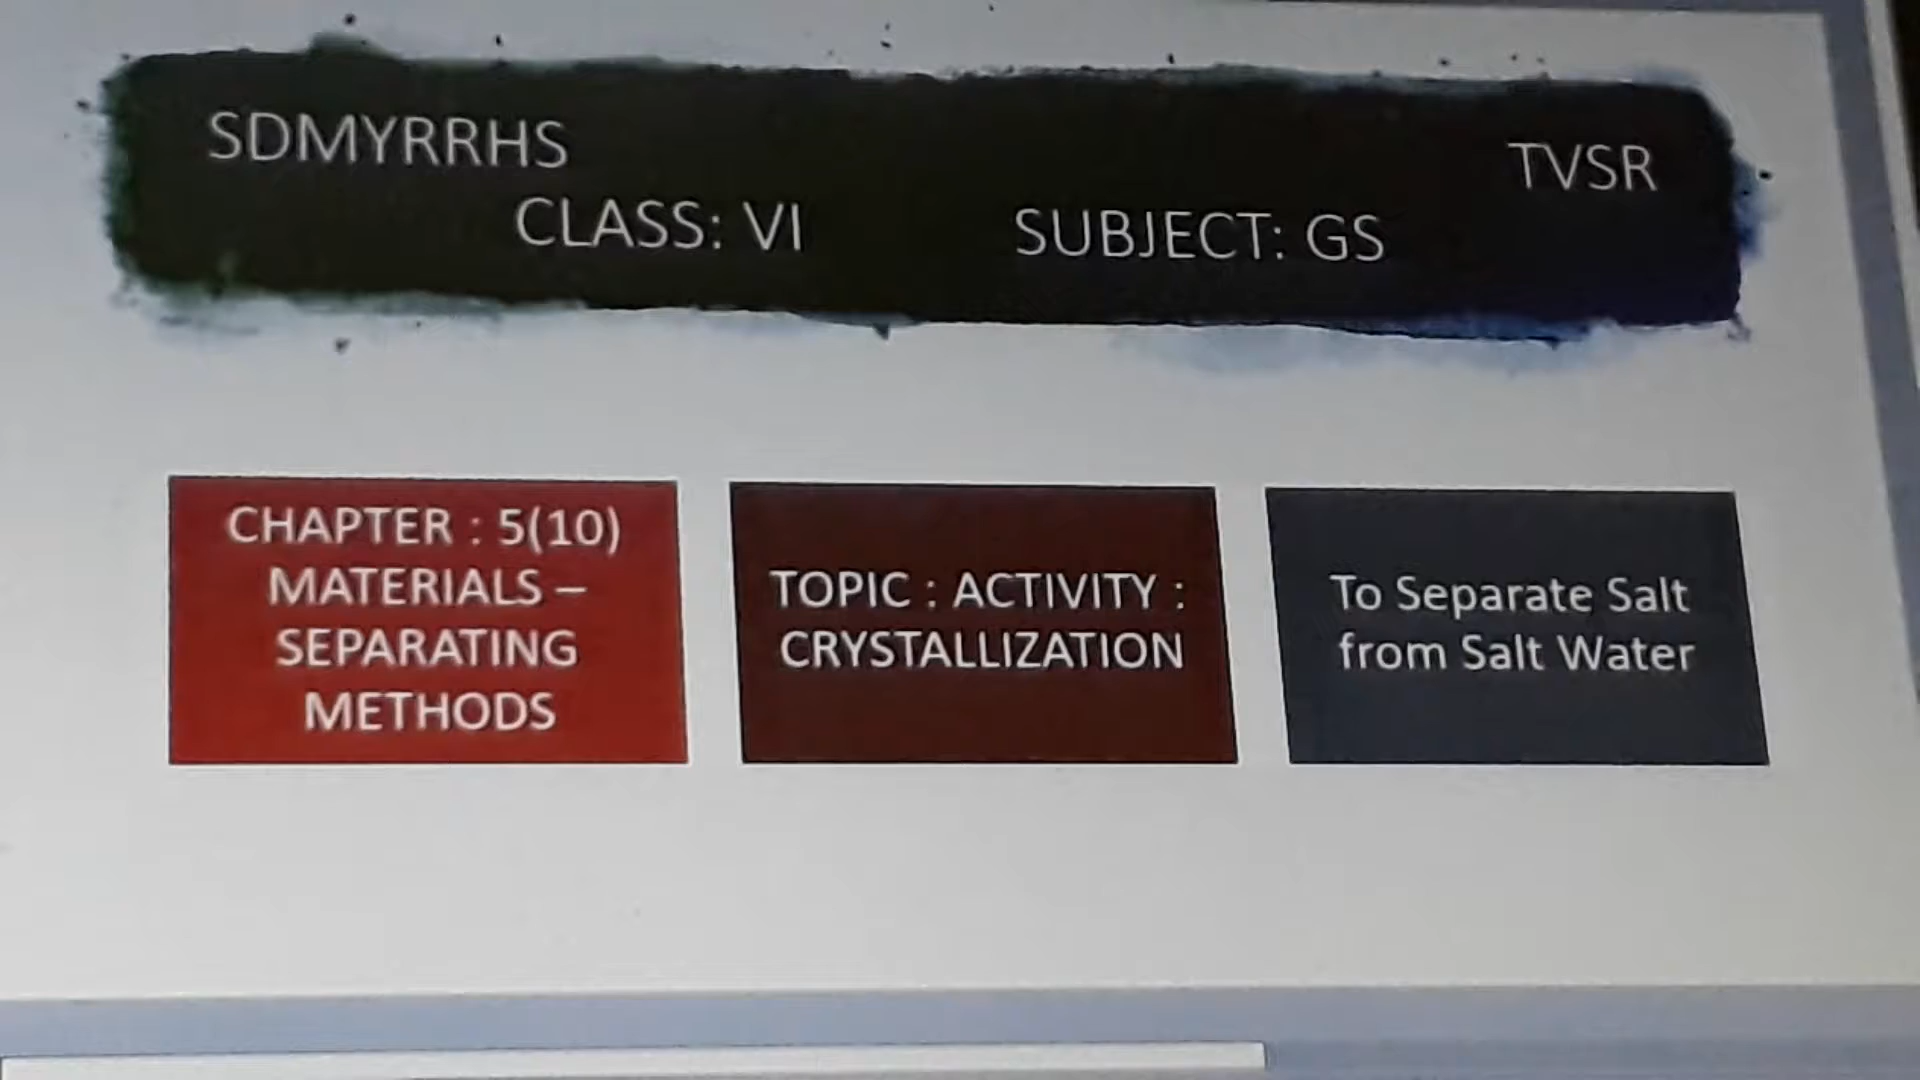 SDMYRRHS
TVSR
CLASS: VI
SUBJECT: GS
CHAPTER : 5(10)
MATERIALS –
SEPARATING
METHODS
TOPIC : ACTIVITY :
CRYSTALLIZATION
To Separate Salt
from Salt Water